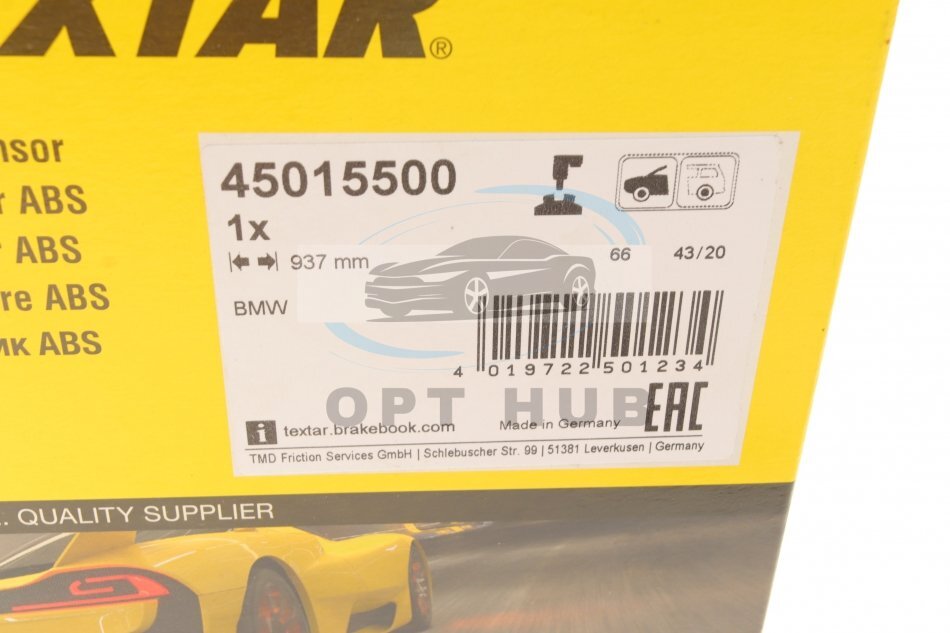 EXTAR®
nsor
r ABS
r ABS
re ABS
ик ABS
45015500
1x
937 mm
66 43/20
BMW
4 019722 501234
OPT HUB
EAC
Made in Germany
i textar.brakebook.com
TMD Friction Services GmbH | Schlebuscher Str. 99 | 51381 Leverkusen | Germany
. QUALITY SUPPLIER